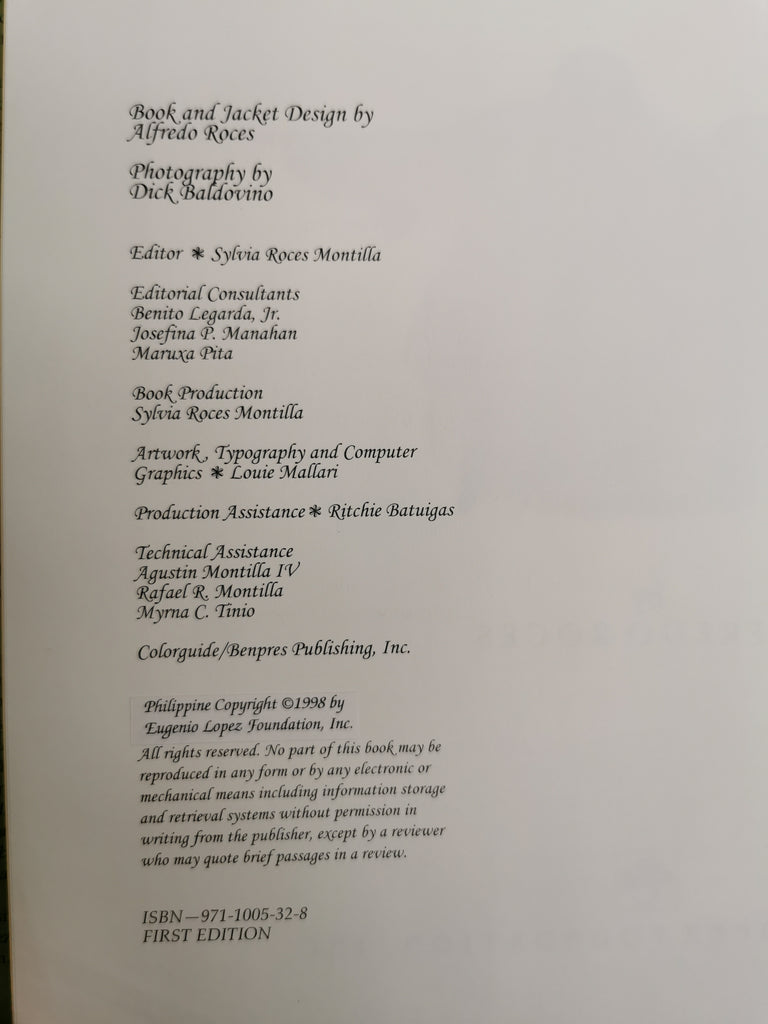 Book and Jacket Design by
Alfredo Roces
Photography by
Dick Baldovino
Editor * Sylvia Roces Montilla
Editorial Consultants
Benito Legarda, Jr.
Josefina P. Manahan
Maruxa Pita
Book Production
Sylvia Roces Montilla
Artwork, Typography and Computer
Graphics * Louie Mallari
Production Assistance * Ritchie Batuigas
Technical Assistance
Agustin Montilla IV
Rafael R. Montilla
Myrna C. Tinio
Colorguide/Benpres Publishing, Inc.
Philippine Copyright ©1998 by
Eugenio Lopez Foundation, Inc.
All rights reserved. No part of this book may be
reproduced in any form or by any electronic or
mechanical means including information storage
and retrieval systems without permission in
writing from the publisher, except by a reviewer
who may quote brief passages in a review.
ISBN—971-1005-32-8
FIRST EDITION